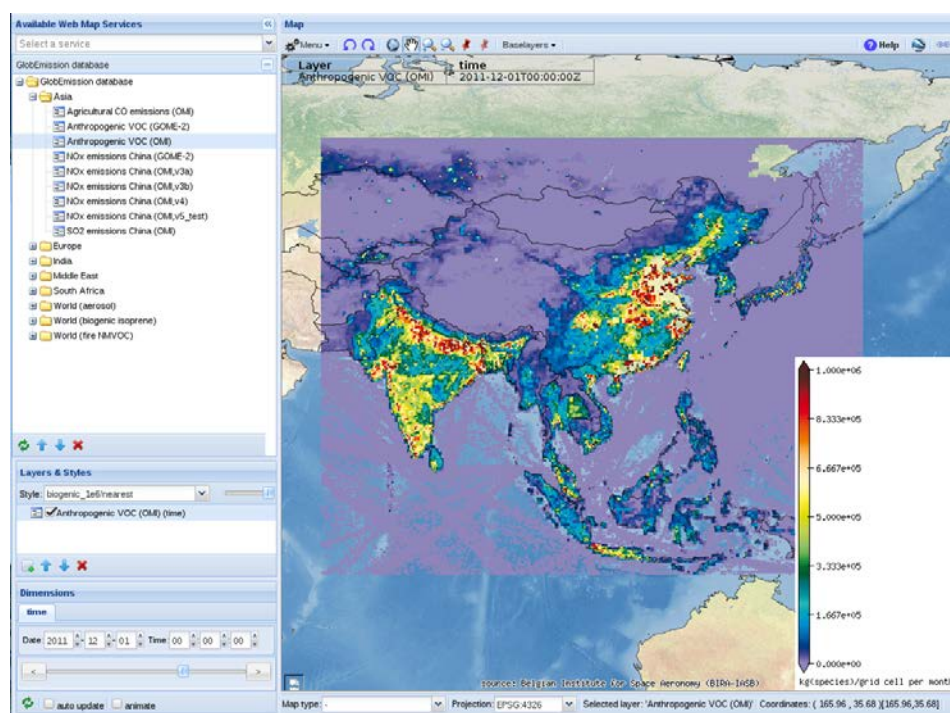 Available Web Map Services
Select a service
GlobEmission database
GlobEmission database
Asia
Agricultural CO emissions (OMI)
Anthropogenic VOC (GOME-2)
Anthropogenic VOC (OMI)
NOx emissions China (GOME-2)
NOx emissions China (OMI,v3a)
NOx emissions China (OMI,v3b)
NOx emissions China (OMI,v4)
NOx emissions China (OMI,v5_test)
SO2 emissions China (OMI)
Europe
India
Middle East
South Africa
World (aerosol)
World (biogenic isoprene)
World (fire NMVOC)
Layers & Styles
Style: biogenic_1e6/nearest
Anthropogenic VOC (OMI) (time)
Dimensions
time
Date 2011 - 12 - 01 Time 00 : 00 : 00
< >
auto update animate
Map
Menu Baselayers Help
Layer time
Anthropogenic VOC (OMI) 2011-12-01T00:00:00Z
1.000e+06
8.333e+05
6.667e+05
5.000e+05
3.333e+05
1.667e+05
0.000e+00
kg(species)/grid cell per mont
source: Belgian Institute for Space Aeronomy (BIRA-IASB)
Map type: - Projection: EPSG:4326 Selected layer: 'Anthropogenic VOC (OMI)' Coordinates: ( 165.96 , 35.68 )[165.96,35.68]